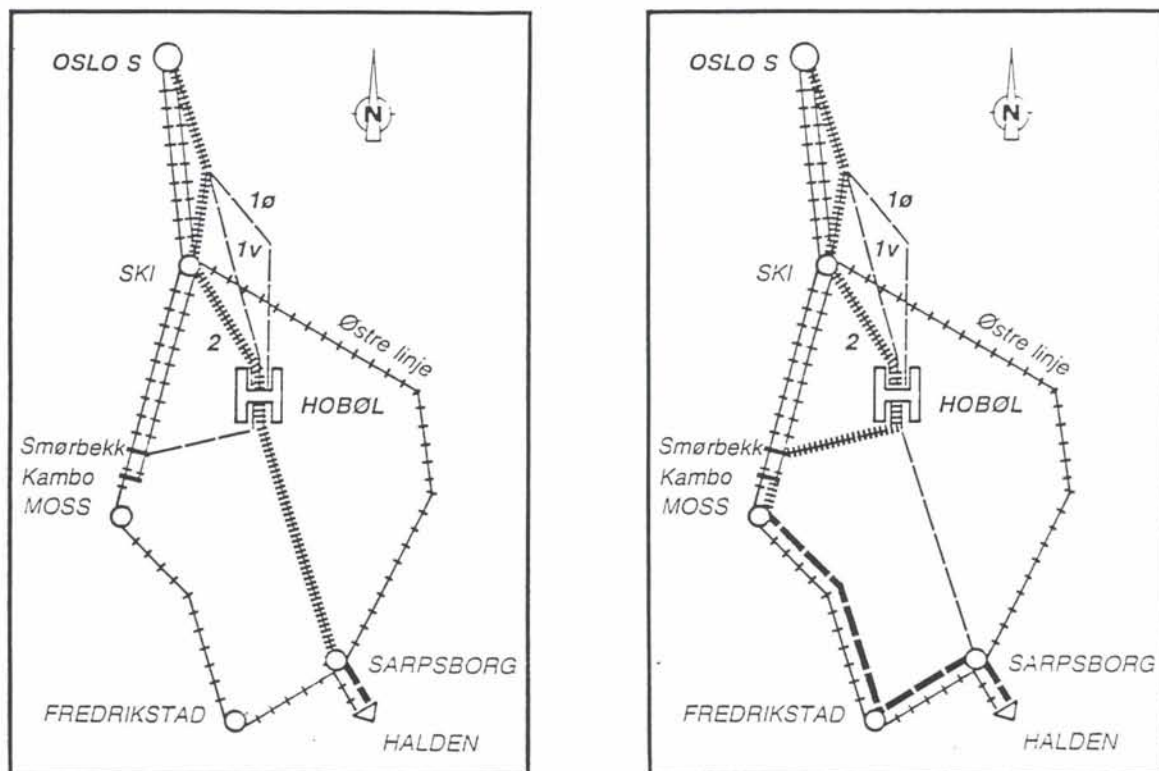 OSLO S
N
1ø
1v
SKI
Østre linje
2
HOBØL
Smørbekk
Kambo
MOSS
SARPSBORG
FREDRIKSTAD
HALDEN
OSLO S
N
1ø
1v
SKI
Østre linje
2
HOBØL
Smørbekk
Kambo
MOSS
SARPSBORG
FREDRIKSTAD
HALDEN